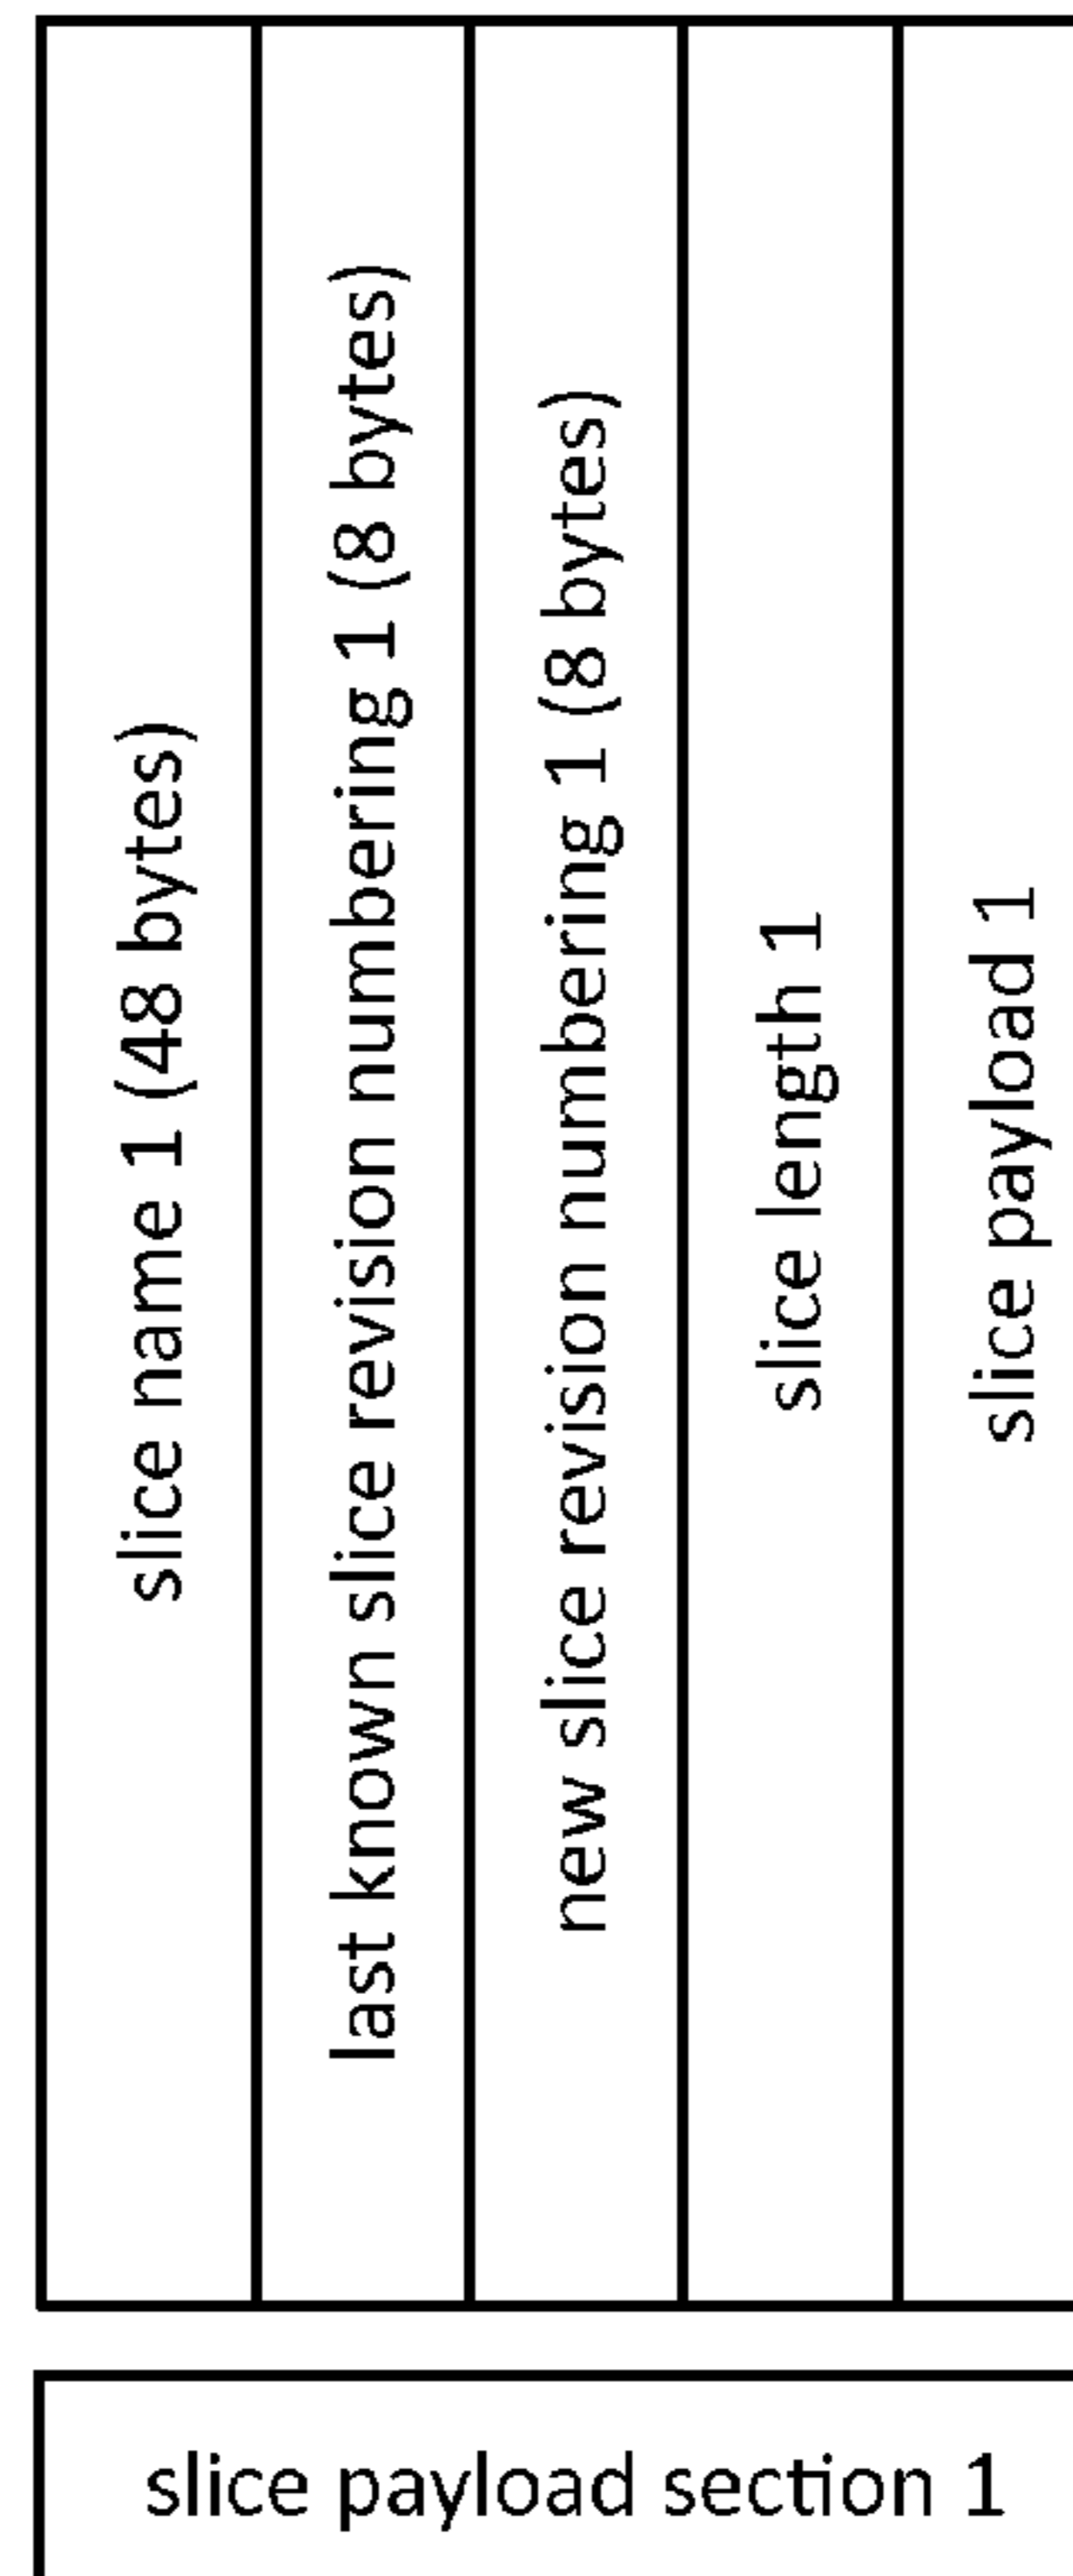 slice name 1 (48 bytes)
last known slice revision numbering 1 (8 bytes)
new slice revision numbering 1 (8 bytes)
slice length 1
slice payload 1
slice payload section 1